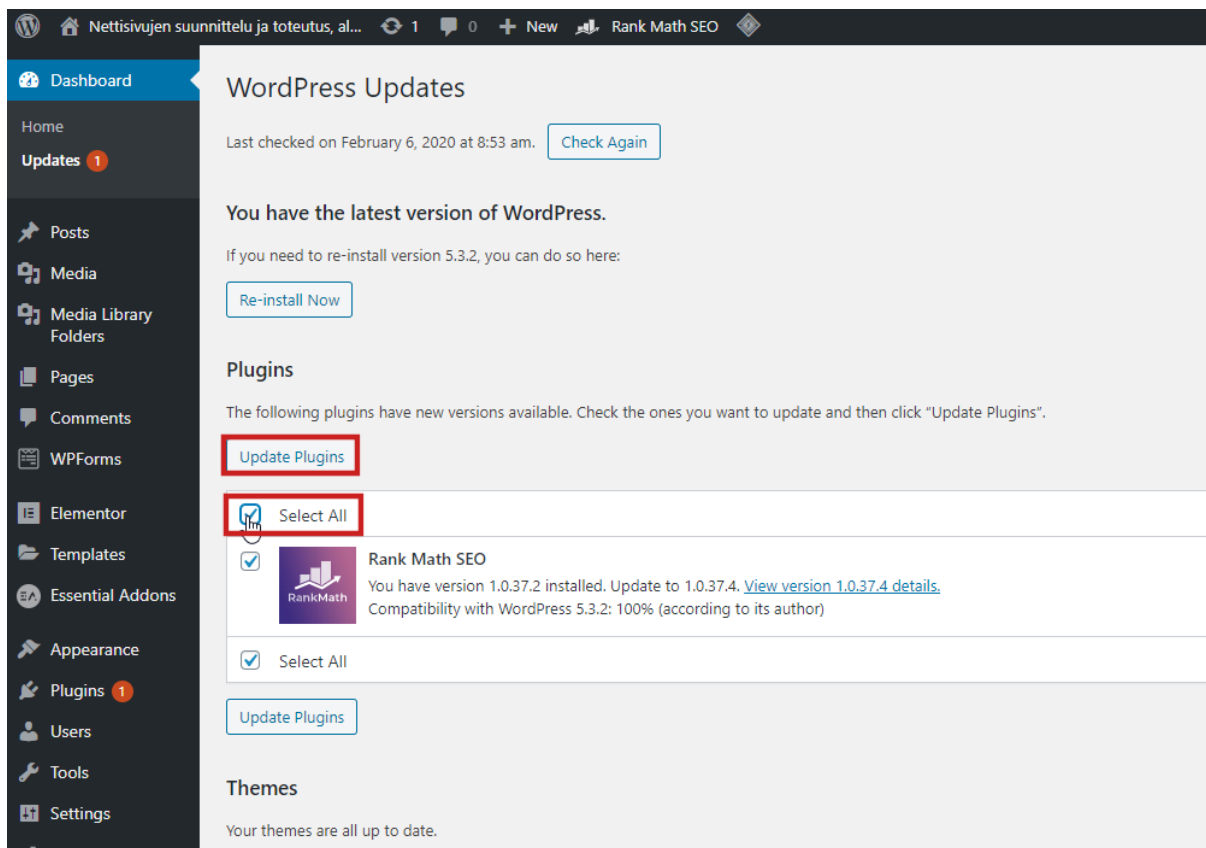 Nettisivujen suunnittelu ja toteutus, al... 1 0 New Rank Math SEO
Dashboard
Home
Updates 1
Posts
Media
Media Library
Folders
Pages
Comments
WPForms
Elementor
Templates
Essential Addons
Appearance
Plugins 1
Users
Tools
Settings
WordPress Updates
Last checked on February 6, 2020 at 8:53 am. Check Again
You have the latest version of WordPress.
If you need to re-install version 5.3.2, you can do so here:
Re-install Now
Plugins
The following plugins have new versions available. Check the ones you want to update and then click “Update Plugins”.
Update Plugins
Select All
RankMath
Rank Math SEO
You have version 1.0.37.2 installed. Update to 1.0.37.4. View version 1.0.37.4 details.
Compatibility with WordPress 5.3.2: 100% (according to its author)
Select All
Update Plugins
Themes
Your themes are all up to date.